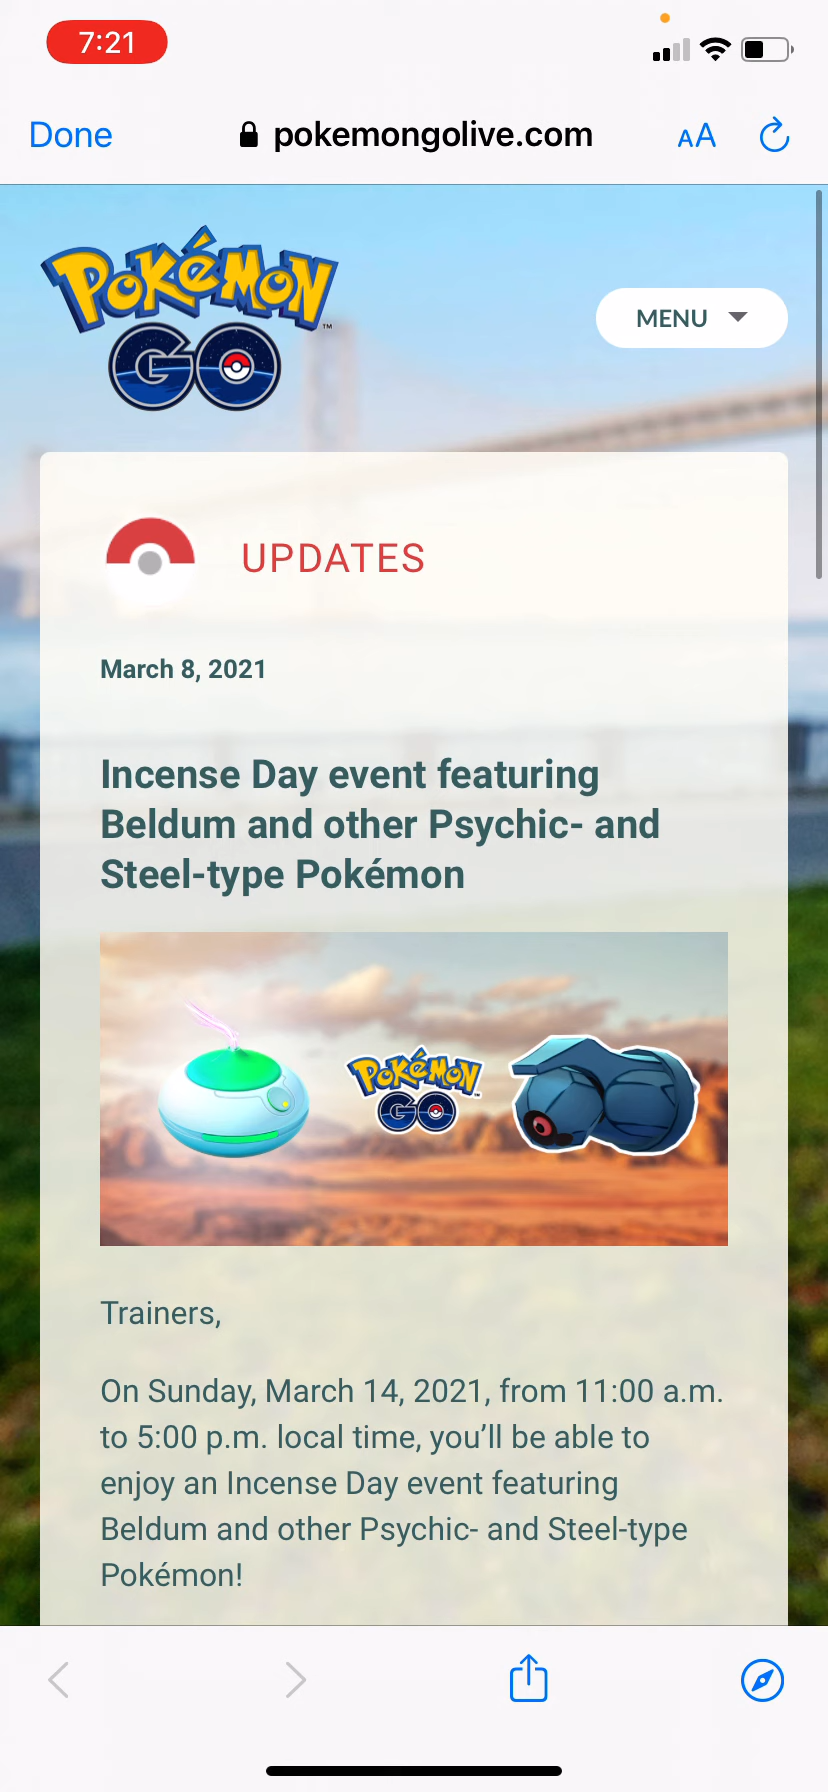 7:21
Done
pokemongolive.com
AA
POKéMON
GO
™
MENU
UPDATES
March 8, 2021
Incense Day event featuring
Beldum and other Psychic- and
Steel-type Pokémon
POKéMON
GO
Trainers,
On Sunday, March 14, 2021, from 11:00 a.m.
to 5:00 p.m. local time, you’ll be able to
enjoy an Incense Day event featuring
Beldum and other Psychic- and Steel-type
Pokémon!